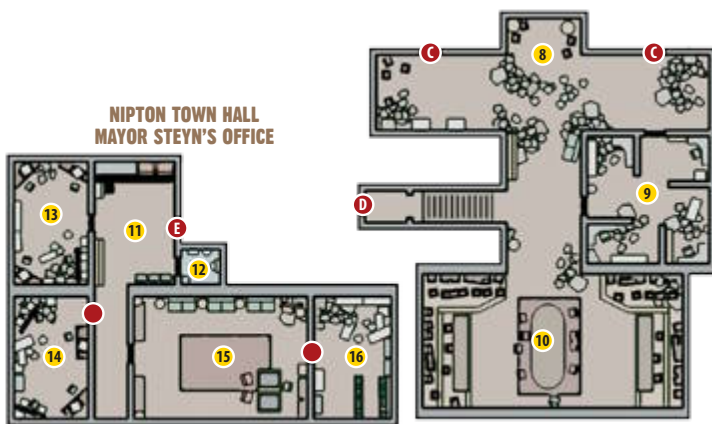 NIPTON TOWN HALL
MAYOR STEYN'S OFFICE
C
8
C
13
11
E
12
D
9
14
15
16
10